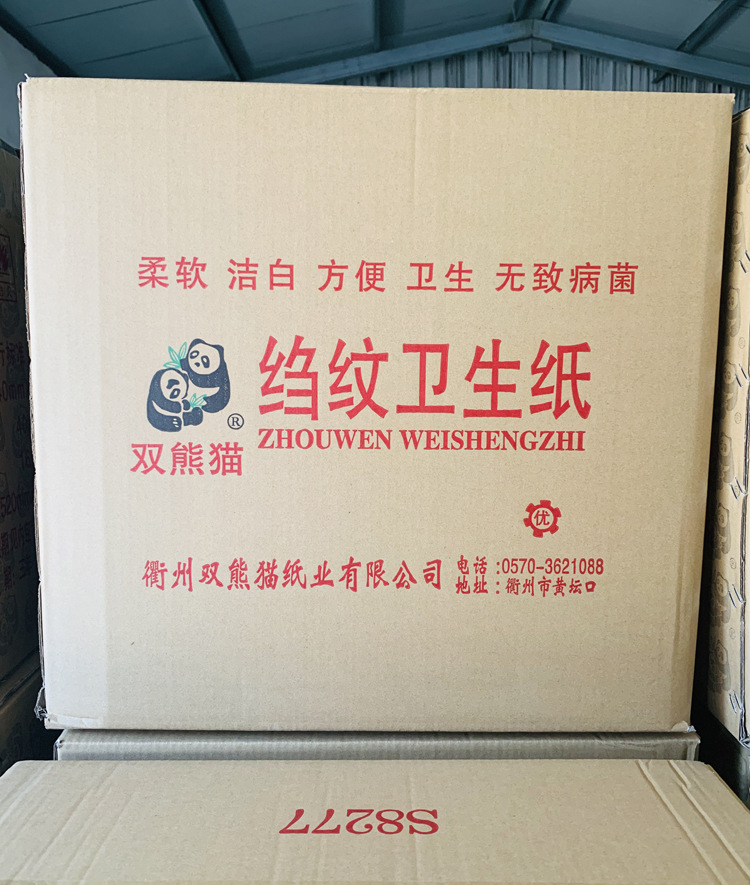 柔软 洁白 方便 卫生 无致病菌
绉纹卫生纸
ZHOUWEN WEISHENGZHI
®
双熊猫
优
衢州双熊猫纸业有限公司
电话:0570-3621088
地址:衢州市黄坛口
S8277